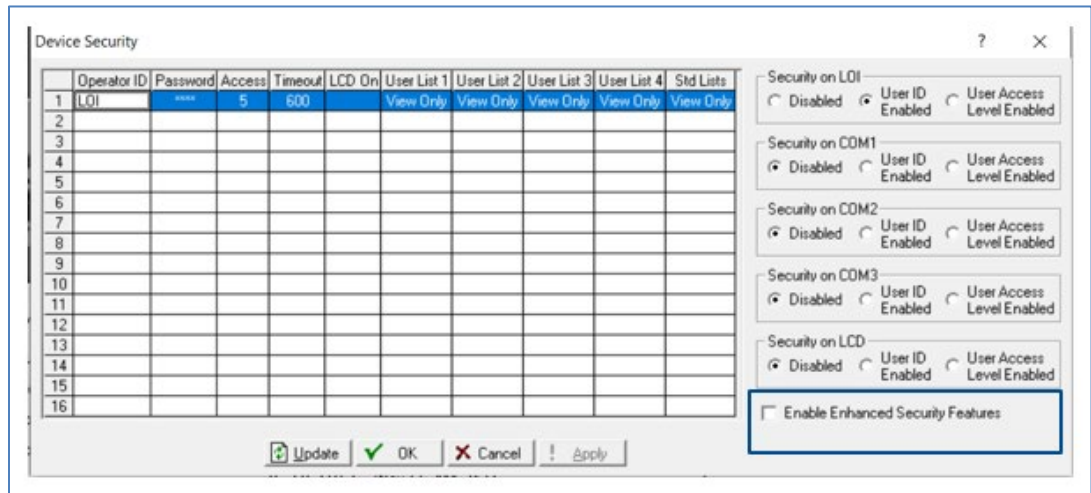 Device Security
?
Operator ID Password Access Timeout LCD On User List 1 User List 2 User List 3 User List 4 Std Lists
1 LOI **** 5 600 View Only View Only View Only View Only View Only
2
3
4
5
6
7
8
9
10
11
12
13
14
15
16
Update
OK
Cancel
! Apply
Security on LOI
Disabled
User ID
Enabled
User Access
Level Enabled
Security on COM1
Disabled
User ID
Enabled
User Access
Level Enabled
Security on COM2
Disabled
User ID
Enabled
User Access
Level Enabled
Security on COM3
Disabled
User ID
Enabled
User Access
Level Enabled
Security on LCD
Disabled
User ID
Enabled
User Access
Level Enabled
Enable Enhanced Security Features